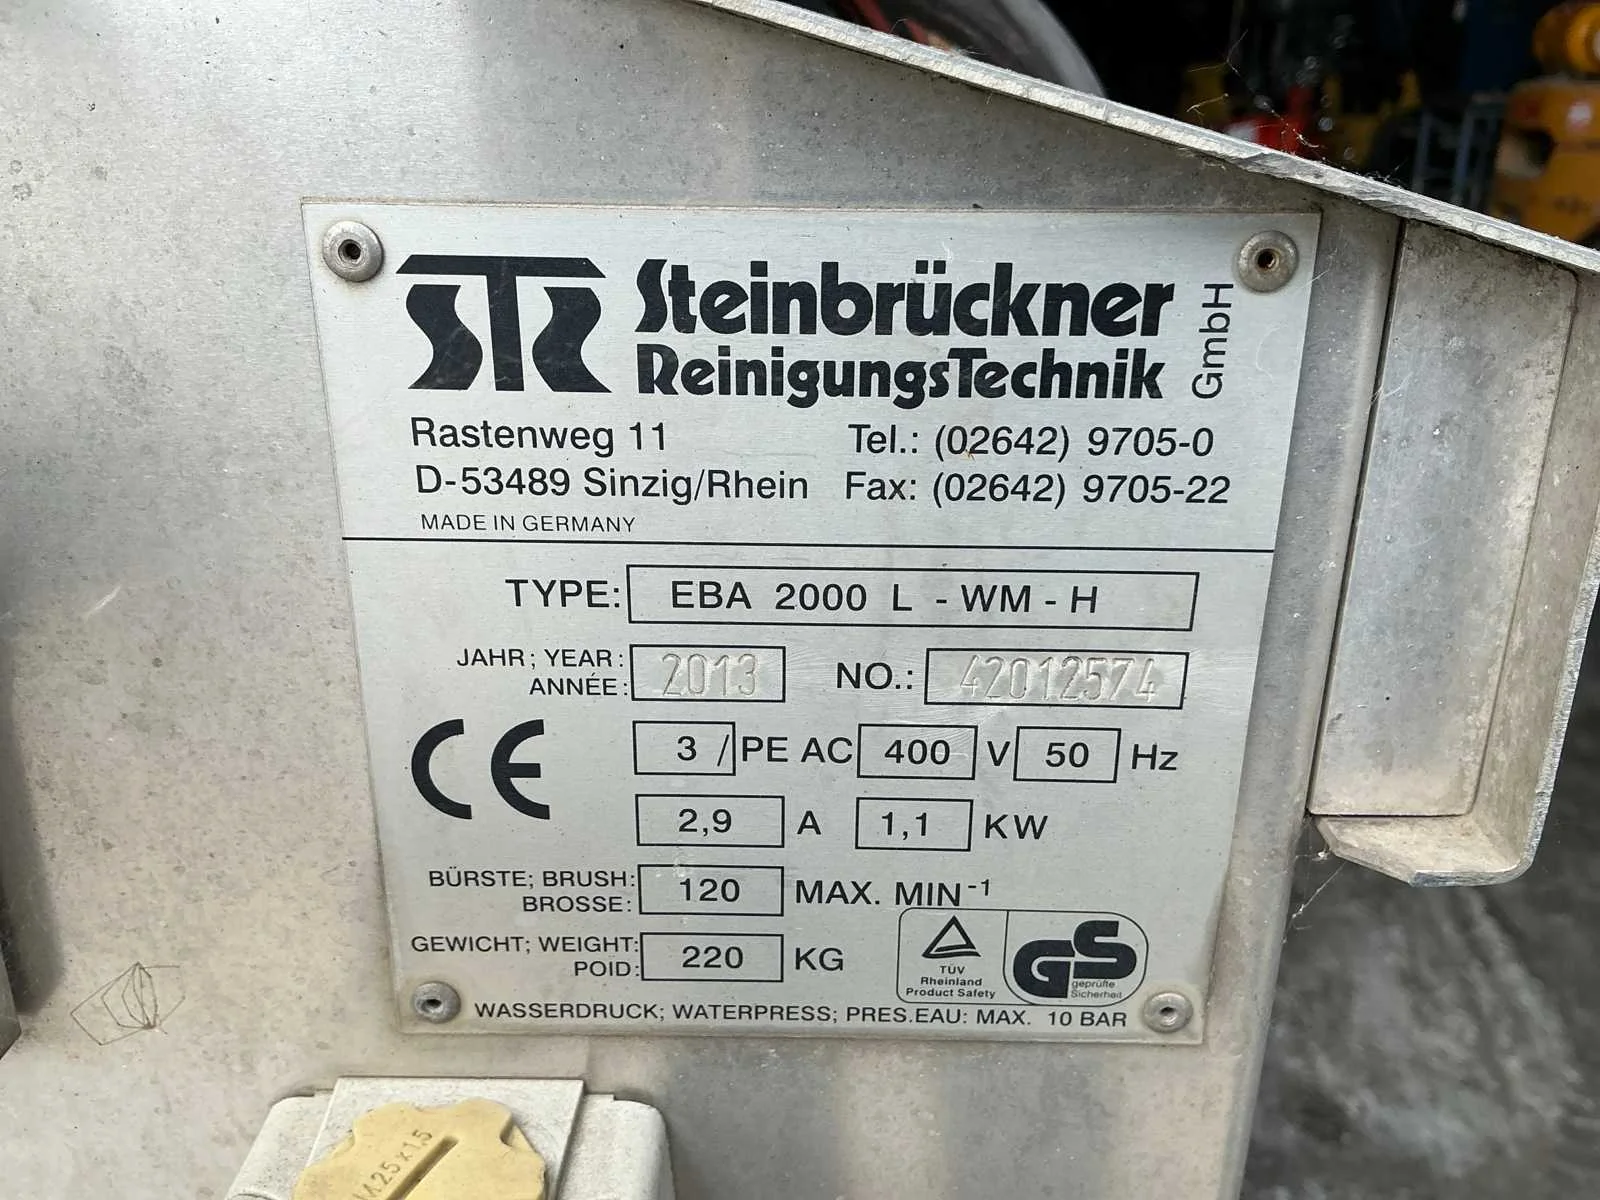 STR Steinbrückner
ReinigungsTechnik GmbH
Rastenweg 11 Tel.: (02642) 9705-0
D-53489 Sinzig/Rhein Fax: (02642) 9705-22
MADE IN GERMANY
TYPE: EBA 2000 L - WM - H
JAHR; YEAR: 2013 NO.: 42012574
ANNÉE:
CE 3 / PE AC 400 V 50 Hz
2,9 A 1,1 KW
BÜRSTE; BRUSH: 120 MAX. MIN⁻¹
BROSSE:
GEWICHT; WEIGHT: 220 KG
POID:
TÜV
Rheinland
Product Safety
GS
geprüfte
Sicherheit
WASSERDRUCK; WATERPRESS; PRES.EAU: MAX. 10 BAR
M25x1,5